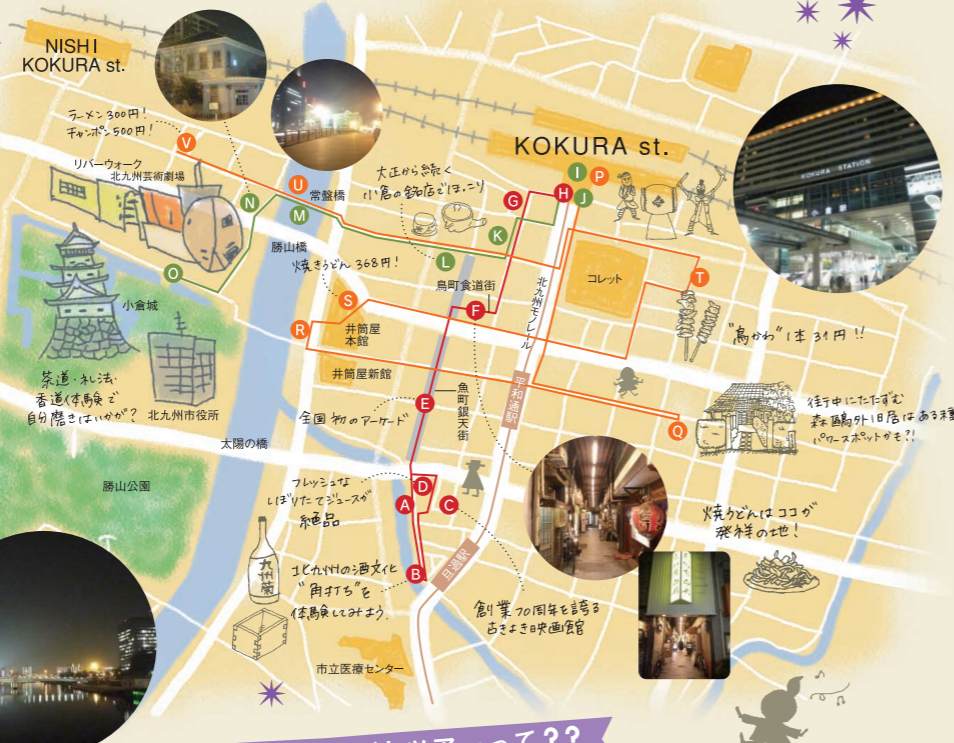 NISHI
KOKURA st.
ラーメン300円!
チャンポン500円!
V
リバーウォーク
北九州芸術劇場
U
常盤橋
N
M
勝山橋
O
小倉城
大正から続く
小倉の銘店でほっこり
KOKURA st.
KOKURA STATION
G
H
I
P
J
K
L
焼きうどん368円!
鳥町食道街
北九州モノレール
コレット
T
S
F
R
井筒屋
本館
井筒屋新館
"鳥かわ"1本31円!!
茶道・礼法・
香道体験で
自分磨きはいかが?
北九州市役所
全国初のアーケード
E
魚町銀天街
平和通駅
Q
街ツ中にたたずむ
森鷗外旧居はある種
パワースポットかも?!
太陽の橋
勝山公園
フレッシュな
しぼりたてジュースが
絶品
D
A
C
B
旦過駅
焼うどんはココが
発祥の地!
九州菊
北九州の酒文化
"角打ち"を
体験してみよう.
創業70周年を誇る
古きよき映画館
市立医療センター
って??